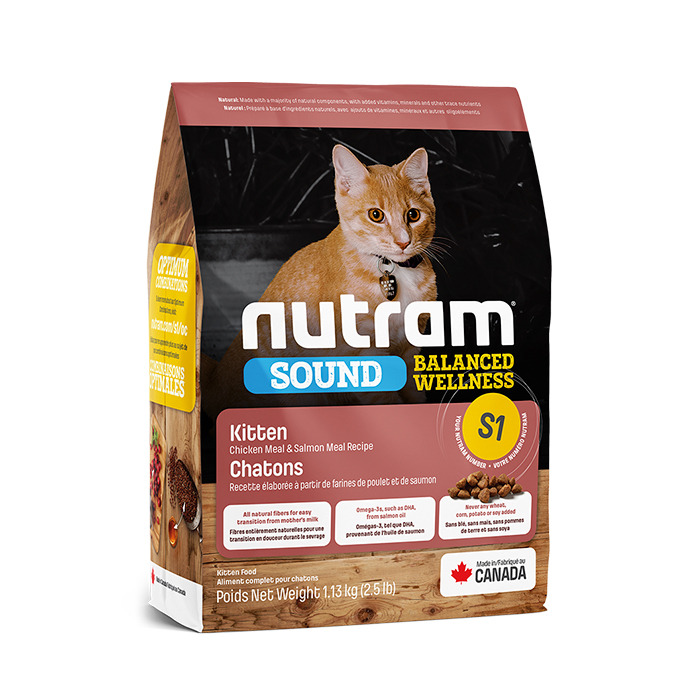 Natural: Made with a majority of natural components, with added vitamins, minerals and other trace nutrients
Naturel : Préparé à base d'ingrédients naturels, avec ajouts de vitamines, minéraux et autres oligoéléments
nutram®
SOUND
BALANCED
WELLNESS
S1
YOUR NUTRAM NUMBER • VOTRE NUMÉRO NUTRAM
Kitten
Chicken Meal & Salmon Meal Recipe
Chatons
Recette élaborée à partir de farines de poulet et de saumon
All natural fibers for easy
transition from mother's milk
Fibres entièrement naturelles pour une
transition en douceur durant le sevrage
Omega-3s, such as DHA,
from salmon oil
Omégas-3, tel que DHA,
provenant de l'huile de saumon
Never any wheat,
corn, potato or soy added
Sans blé, sans maïs, sans pommes
de terre et sans soya
Kitten Food
Aliment complet pour chatons
Poids Net Weight 1.13 kg (2.5 lb)
Made in/Fabriqué au
CANADA
OPTIMUM
COMBINATIONS
nutram.com/s1/oc
COMBINAISONS
OPTIMALES